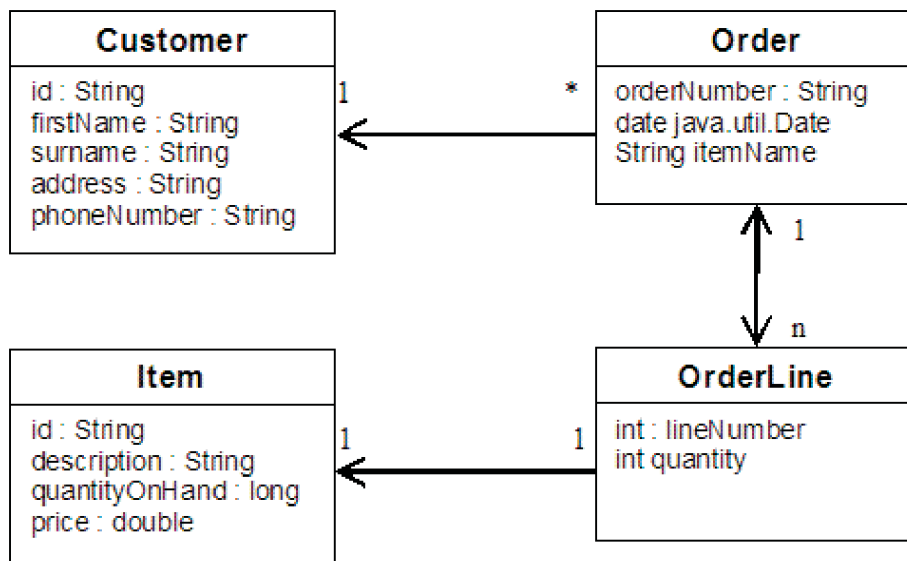 Customer
id : String
firstName : String
surname : String
address : String
phoneNumber : String
1
*
Order
orderNumber : String
date java.util.Date
String itemName
1
n
Item
id : String
description : String
quantityOnHand : long
price : double
1
1
OrderLine
int : lineNumber
int quantity